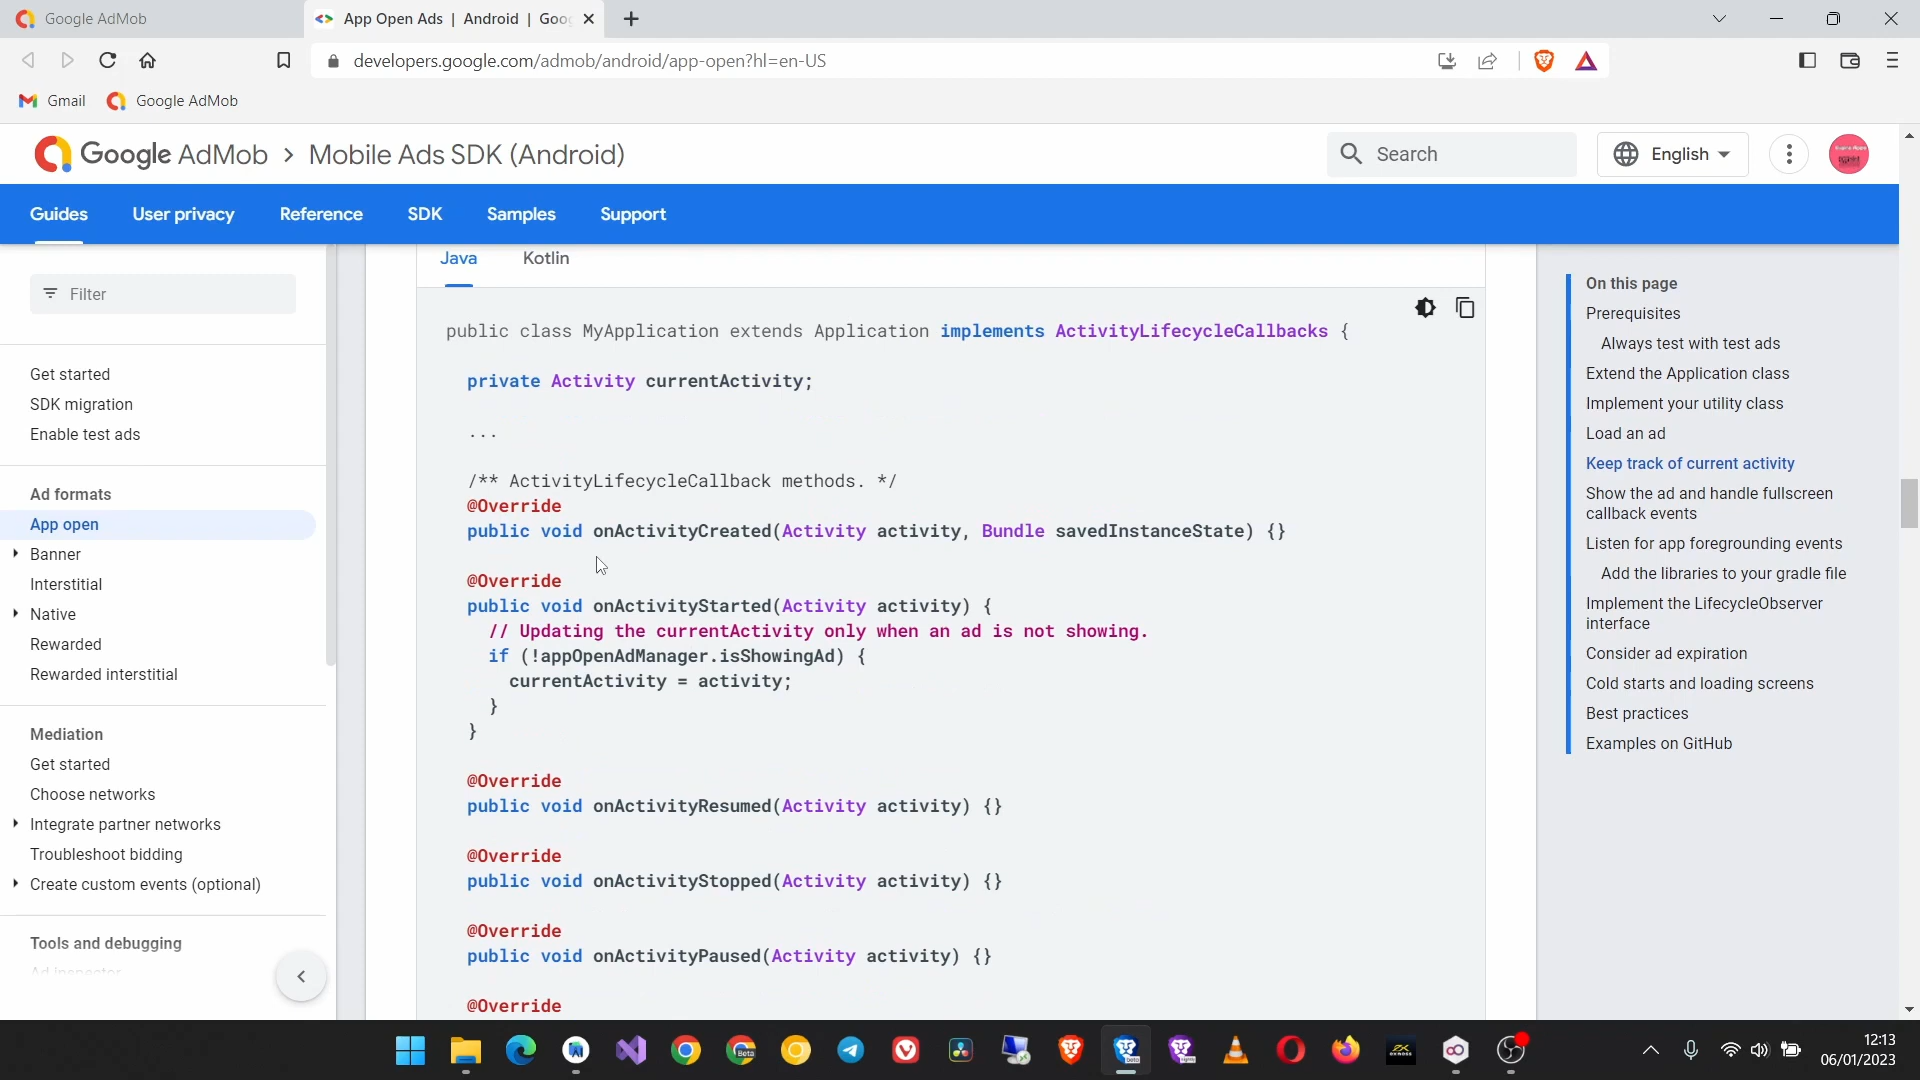 Google AdMob
App Open Ads | Android | Goo
developers.google.com/admob/android/app-open?hl=en-US
Gmail
Google AdMob
Google AdMob
Mobile Ads SDK (Android)
Search
English
Guides
User privacy
Reference
SDK
Samples
Support
Filter
Get started
SDK migration
Enable test ads
Ad formats
App open
Banner
Interstitial
Native
Rewarded
Rewarded interstitial
Mediation
Get started
Choose networks
Integrate partner networks
Troubleshoot bidding
Create custom events (optional)
Tools and debugging
Ad inspector
Java
Kotlin
public class MyApplication extends Application implements ActivityLifecycleCallbacks {
private Activity currentActivity;
...
/** ActivityLifecycleCallback methods. */
@Override
public void onActivityCreated(Activity activity, Bundle savedInstanceState) {}
@Override
public void onActivityStarted(Activity activity) {
// Updating the currentActivity only when an ad is not showing.
if (!appOpenAdManager.isShowingAd) {
currentActivity = activity;
}
}
@Override
public void onActivityResumed(Activity activity) {}
@Override
public void onActivityStopped(Activity activity) {}
@Override
public void onActivityPaused(Activity activity) {}
@Override
On this page
Prerequisites
Always test with test ads
Extend the Application class
Implement your utility class
Load an ad
Keep track of current activity
Show the ad and handle fullscreen
callback events
Listen for app foregrounding events
Add the libraries to your gradle file
Implement the LifecycleObserver
interface
Consider ad expiration
Cold starts and loading screens
Best practices
Examples on GitHub
Beta
12:13
06/01/2023